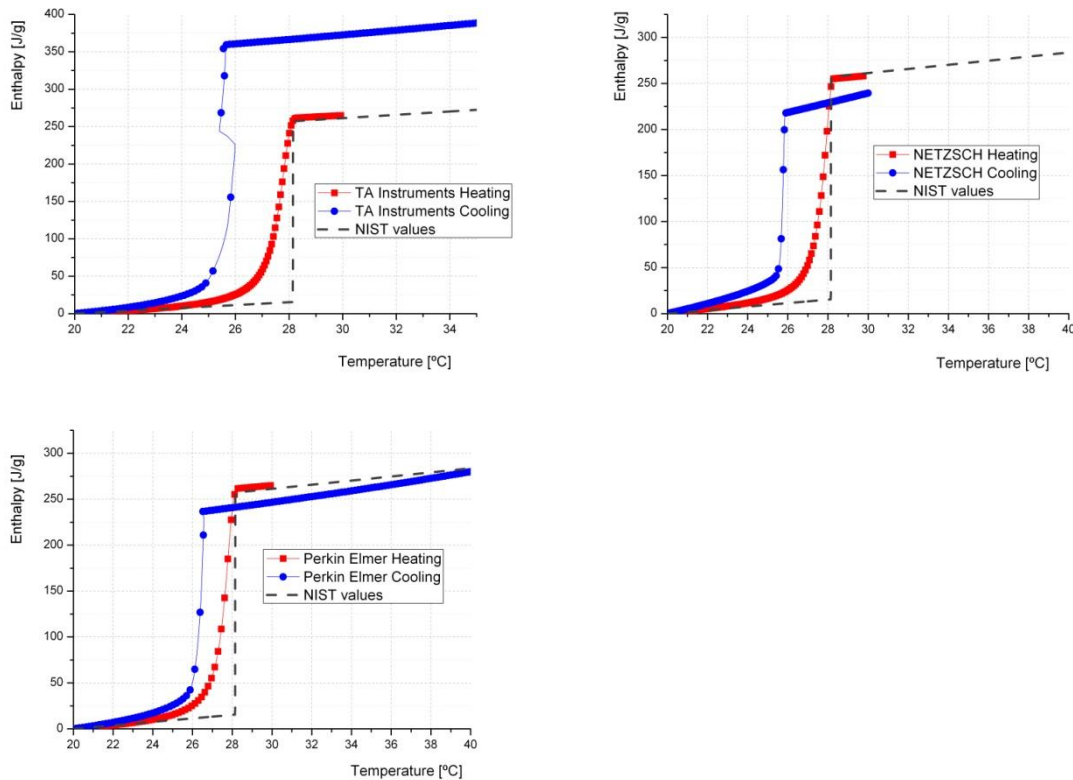 Enthalpy [J/g]
400
350
300
250
200
150
100
50
0
20 22 24 26 28 30 32 34
Temperature [ºC]
TA Instruments Heating
TA Instruments Cooling
NIST values
Enthalpy [J/g]
300
250
200
150
100
50
0
20 22 24 26 28 30 32 34 36 38 40
Temperature [ºC]
NETZSCH Heating
NETZSCH Cooling
NIST values
Enthalpy [J/g]
300
250
200
150
100
50
0
20 22 24 26 28 30 32 34 36 38 40
Temperature [ºC]
Perkin Elmer Heating
Perkin Elmer Cooling
NIST values